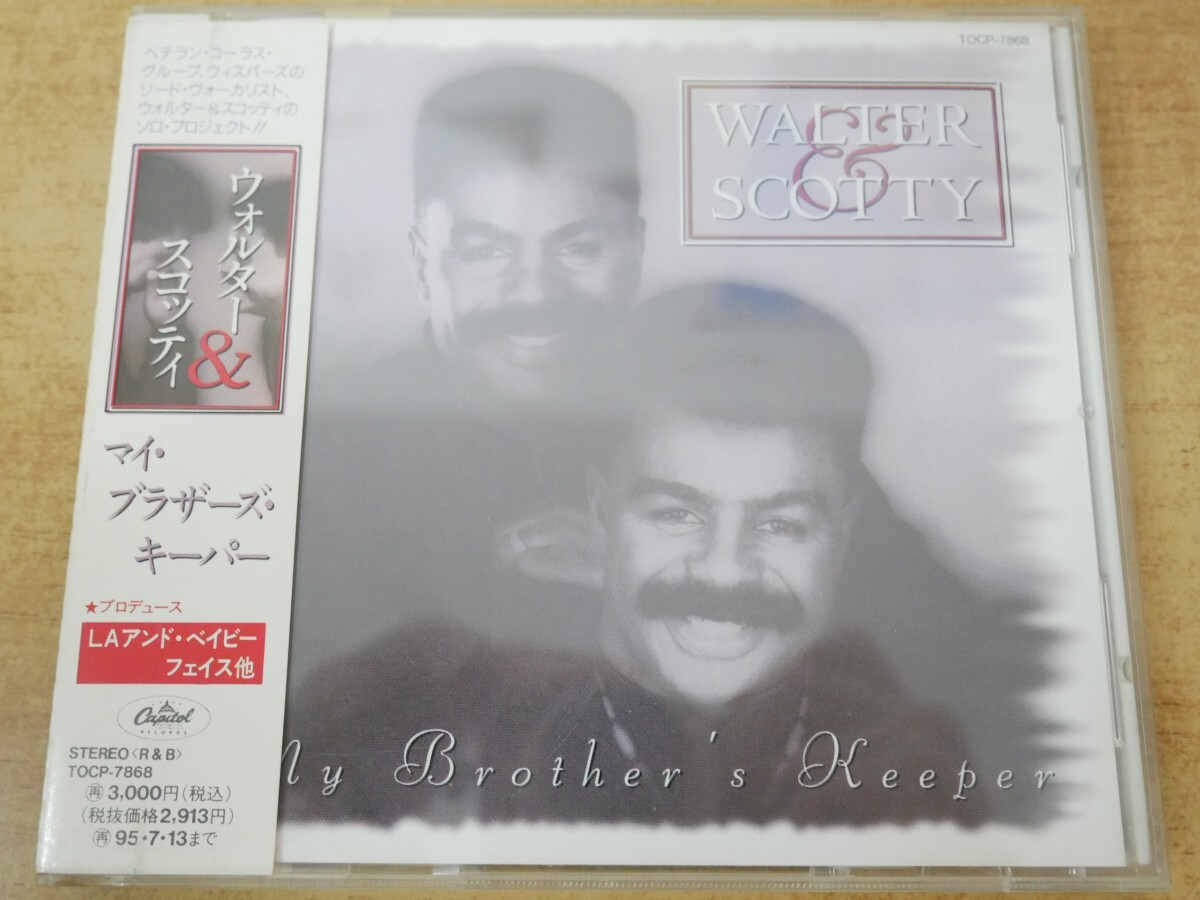 ベテラン・コーラス・
グループ、ウィスパーズの
リード・ヴォーカリスト、
ウォルター&スコッティの
ソロ・プロジェクト!!
ウォルター
&
スコッティ
マイ・
ブラザーズ・
キーパー
★プロデュース
LAアンド・ベイビー
フェイス他
Capitol
RECORDS
STEREO〈R&B〉
TOCP-7868
再3,000円(税込)
(税抜価格2,913円)
再95・7・13まで
TOCP-7868
WALTER
&
SCOTTY
My Brother's Keeper